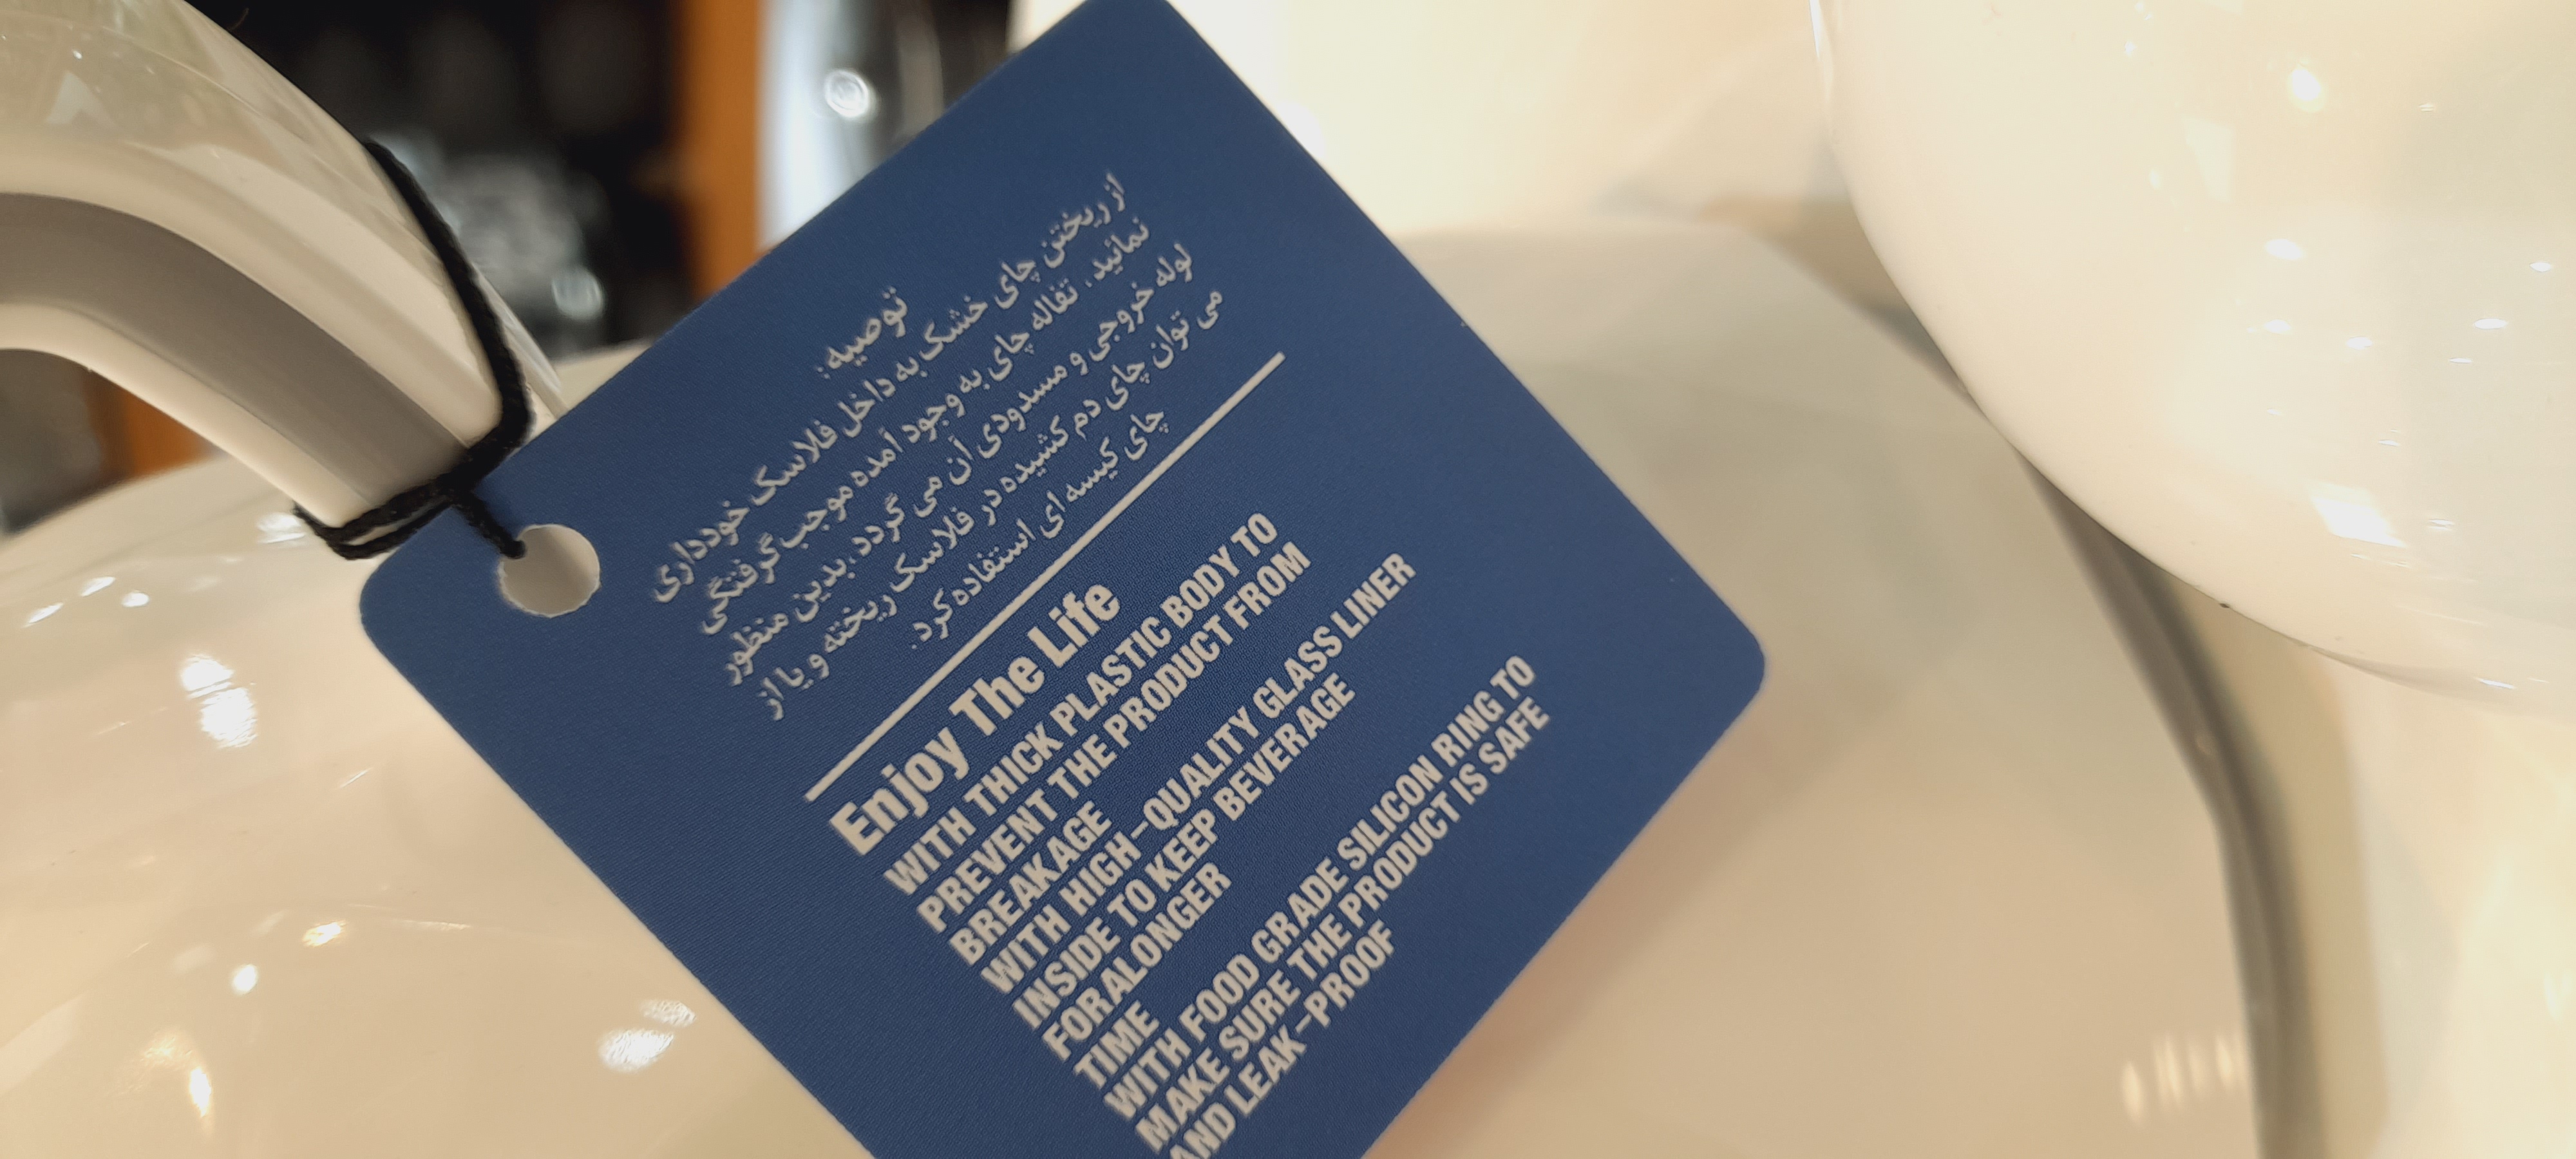 توصیه:
از ریختن چای خشک به داخل فلاسک خودداری
نمائید. تفاله چای به وجود آمده موجب گرفتگی
لوله خروجی و مسدودی آن می گردد، بدین منظور
می توان چای دم کشیده در فلاسک ریخته و یا از
چای کیسه ای استفاده کرد.
Enjoy The Life
WITH THICK PLASTIC BODY TO
PREVENT THE PRODUCT FROM
BREAKAGE
WITH HIGH-QUALITY GLASS LINER
INSIDE TO KEEP BEVERAGE
FORALONGER
TIME
WITH FOOD GRADE SILICON RING TO
MAKE SURE THE PRODUCT IS SAFE
AND LEAK-PROOF